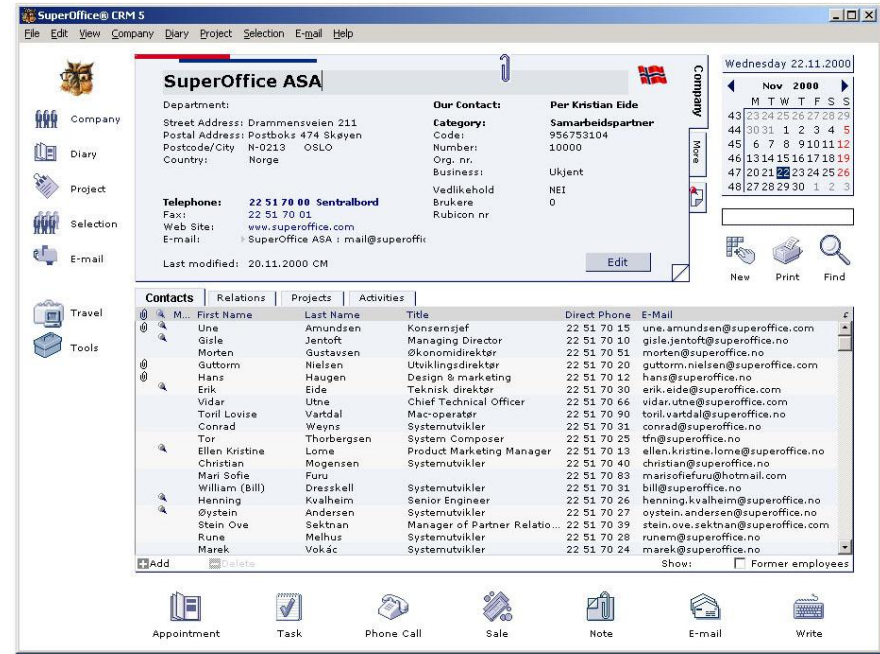 SuperOffice® CRM 5
File Edit View Company Diary Project Selection E-mail Help
Company
Diary
Project
Selection
E-mail
Travel
Tools
SuperOffice ASA
Department:
Street Address: Drammensveien 211
Postal Address: Postboks 474 Skøyen
Postcode/City N-0213 OSLO
Country: Norge
Telephone: 22 51 70 00 Sentralbord
Fax: 22 51 70 01
Web Site: www.superoffice.com
E-mail: SuperOffice ASA : mail@superoffic
Last modified: 20.11.2000 CM
Our Contact: Per Kristian Eide
Category: Samarbeidspartner
Code: 956753104
Number: 10000
Org. nr.
Business: Ukjent
Vedlikehold NEI
Brukere 0
Rubicon nr
Edit
Company
More
Wednesday 22.11.2000
Nov 2000
M T W T F S S
43 23 24 25 26 27 28 29
44 30 31 1 2 3 4 5
45 6 7 8 9 10 11 12
46 13 14 15 16 17 18 19
47 20 21 22 23 24 25 26
48 27 28 29 30 1 2 3
New Print Find
Contacts Relations Projects Activities
M... First Name Last Name Title Direct Phone E-Mail
Une Amundsen Konsernsjef 22 51 70 15 une.amundsen@superoffice.com
Gisle Jentoft Managing Director 22 51 70 10 gisle.jentoft@superoffice.no
Morten Gustavsen Økonomidirektør 22 51 70 51 morten@superoffice.no
Guttorm Nielsen Utviklingsdirektør 22 51 70 20 guttorm.nielsen@superoffice.no
Hans Haugen Design & marketing 22 51 70 12 hans@superoffice.no
Erik Eide Teknisk direktør 22 51 70 30 erik.eide@superoffice.com
Vidar Utne Chief Technical Officer 22 51 70 66 vidar.utne@superoffice.com
Toril Lovise Vartdal Mac-operatør 22 51 70 90 toril.vartdal@superoffice.no
Conrad Weyns Systemutvikler 22 51 70 31 conrad@superoffice.no
Tor Thorbergsen System Composer 22 51 70 25 tfn@superoffice.no
Ellen Kristine Lome Product Marketing Manager 22 51 70 13 ellen.kristine.lome@superoffice.no
Christian Mogensen Systemutvikler 22 51 70 40 christian@superoffice.no
Mari Sofie Furu 22 51 70 83 marisofiefuru@hotmail.com
William (Bill) Dresskell Systemutvikler 22 51 70 31 bill@superoffice.no
Henning Kvalheim Senior Engineer 22 51 70 26 henning.kvalheim@superoffice.no
Øystein Andersen Systemutvikler 22 51 70 27 oystein.andersen@superoffice.no
Stein Ove Sektnan Manager of Partner Relatio... 22 51 70 39 stein.ove.sektnan@superoffice.com
Rune Melhus Systemutvikler 22 51 70 28 runem@superoffice.no
Marek Vokác Systemutvikler 22 51 70 24 marek@superoffice.no
Add Delete Show: Former employees
Appointment Task Phone Call Sale Note E-mail Write